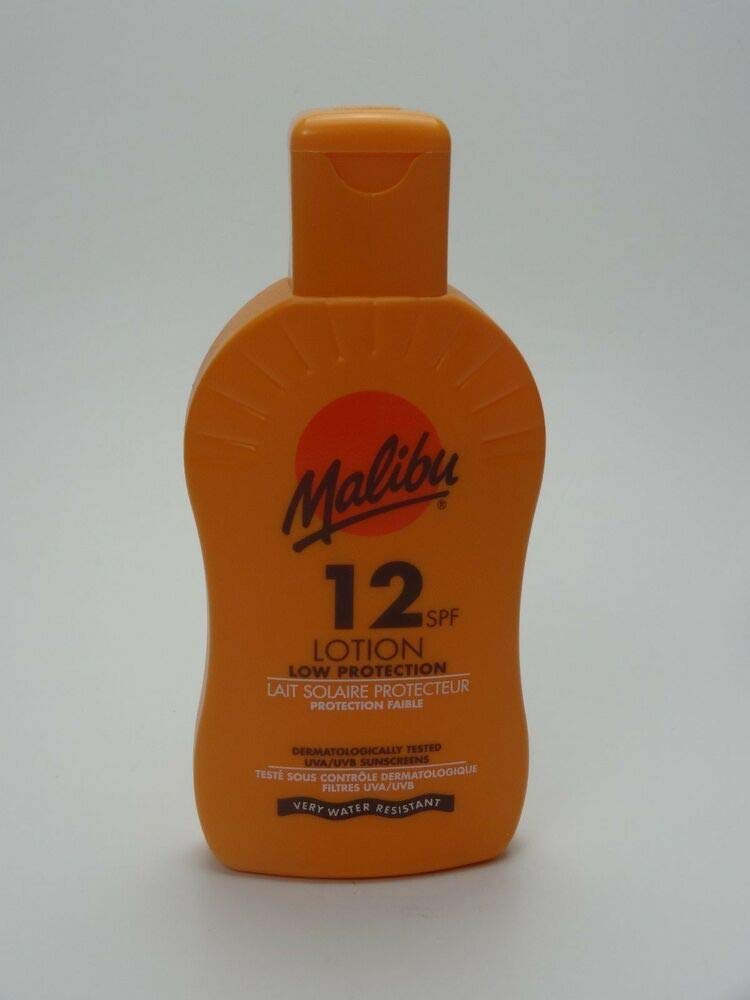 Malibu®
12 SPF
LOTION
LOW PROTECTION
LAIT SOLAIRE PROTECTEUR
PROTECTION FAIBLE
DERMATOLOGICALLY TESTED
UVA/UVB SUNSCREENS
TESTÉ SOUS CONTRÔLE DERMATOLOGIQUE
FILTRES UVA/UVB
VERY WATER RESISTANT